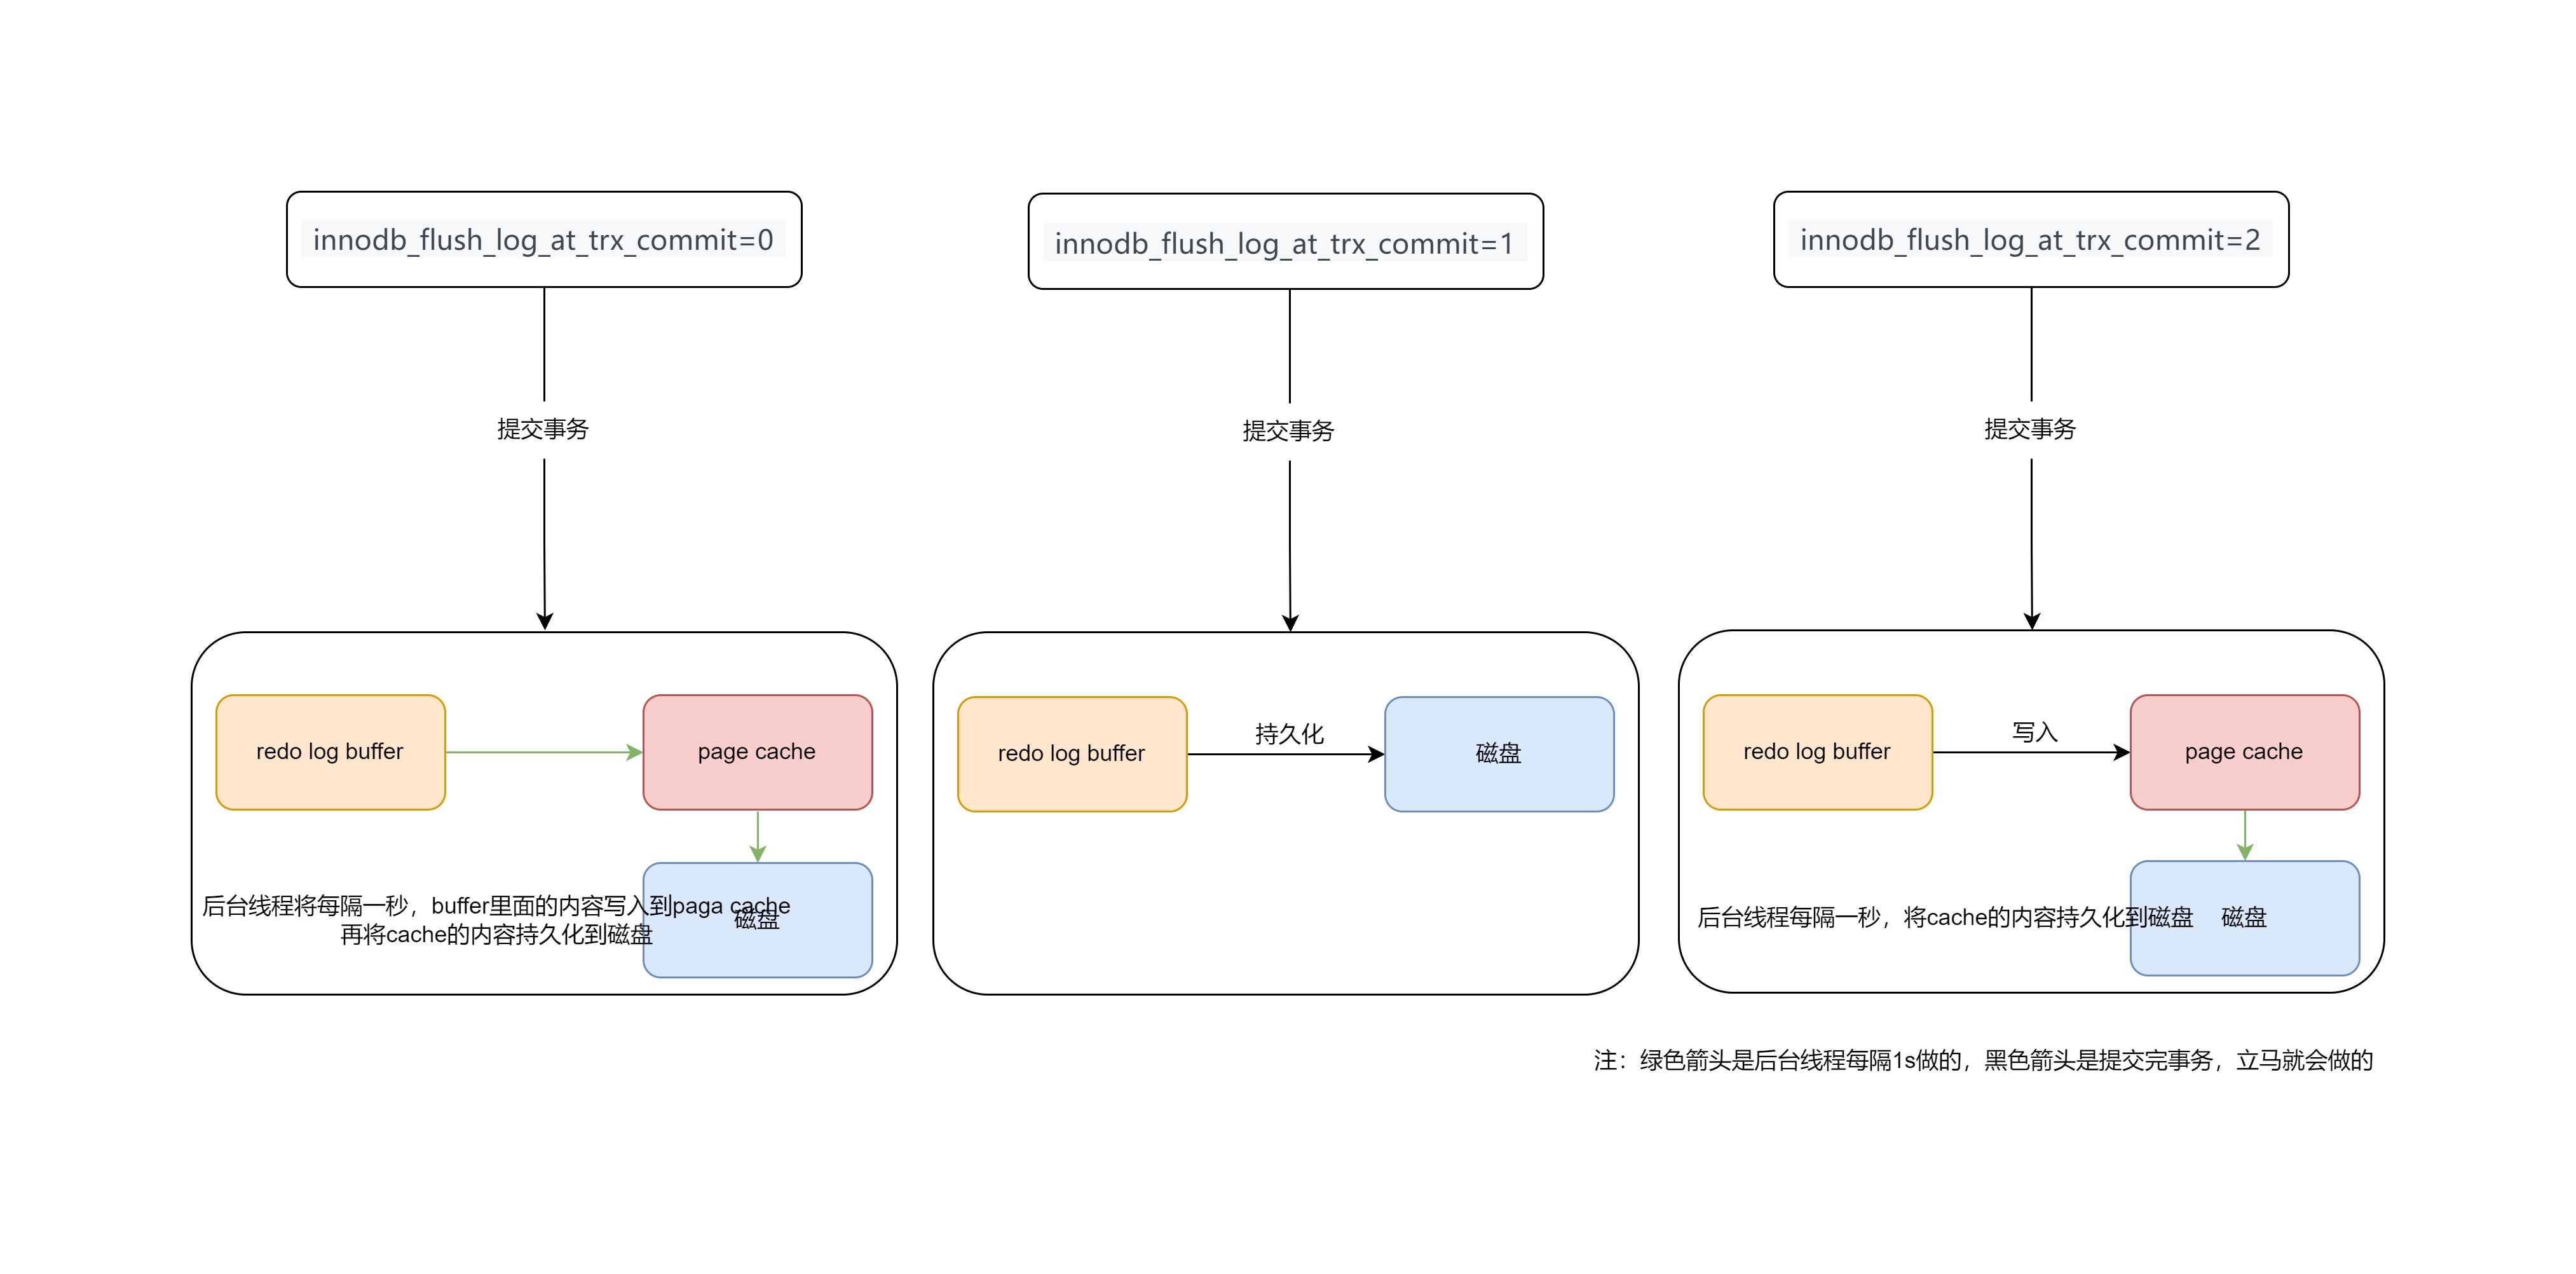 innodb_flush_log_at_trx_commit=0
innodb_flush_log_at_trx_commit=1
innodb_flush_log_at_trx_commit=2
提交事务
提交事务
提交事务
redo log buffer
page cache
redo log buffer
持久化
磁盘
redo log buffer
写入
page cache
后台线程将每隔一秒，buffer里面的内容写入到paga cache
再将cache的内容持久化到磁盘
磁盘
后台线程每隔一秒，将cache的内容持久化到磁盘
磁盘
注：绿色箭头是后台线程每隔1s做的，黑色箭头是提交完事务，立马就会做的